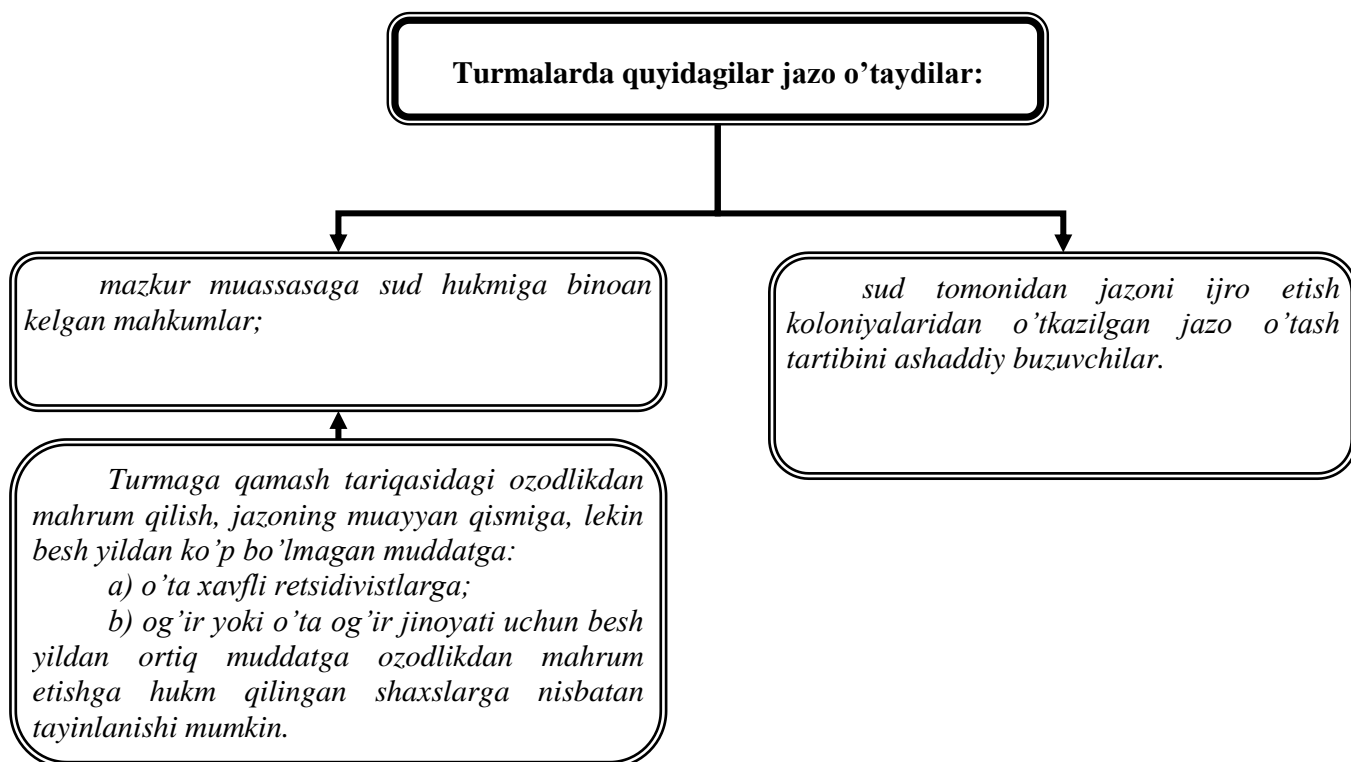 Turmalarda quyidagilar jazo o’taydilar:
mazkur muassasaga sud hukmiga binoan
kelgan mahkumlar;
sud tomonidan jazoni ijro etish
koloniyalaridan o’tkazilgan jazo o’tash
tartibini ashaddiy buzuvchilar.
Turmaga qamash tariqasidagi ozodlikdan
mahrum qilish, jazoning muayyan qismiga, lekin
besh yildan ko’p bo’lmagan muddatga:
a) o’ta xavfli retsidivistlarga;
b) og’ir yoki o’ta og’ir jinoyati uchun besh
yildan ortiq muddatga ozodlikdan mahrum
etishga hukm qilingan shaxslarga nisbatan
tayinlanishi mumkin.